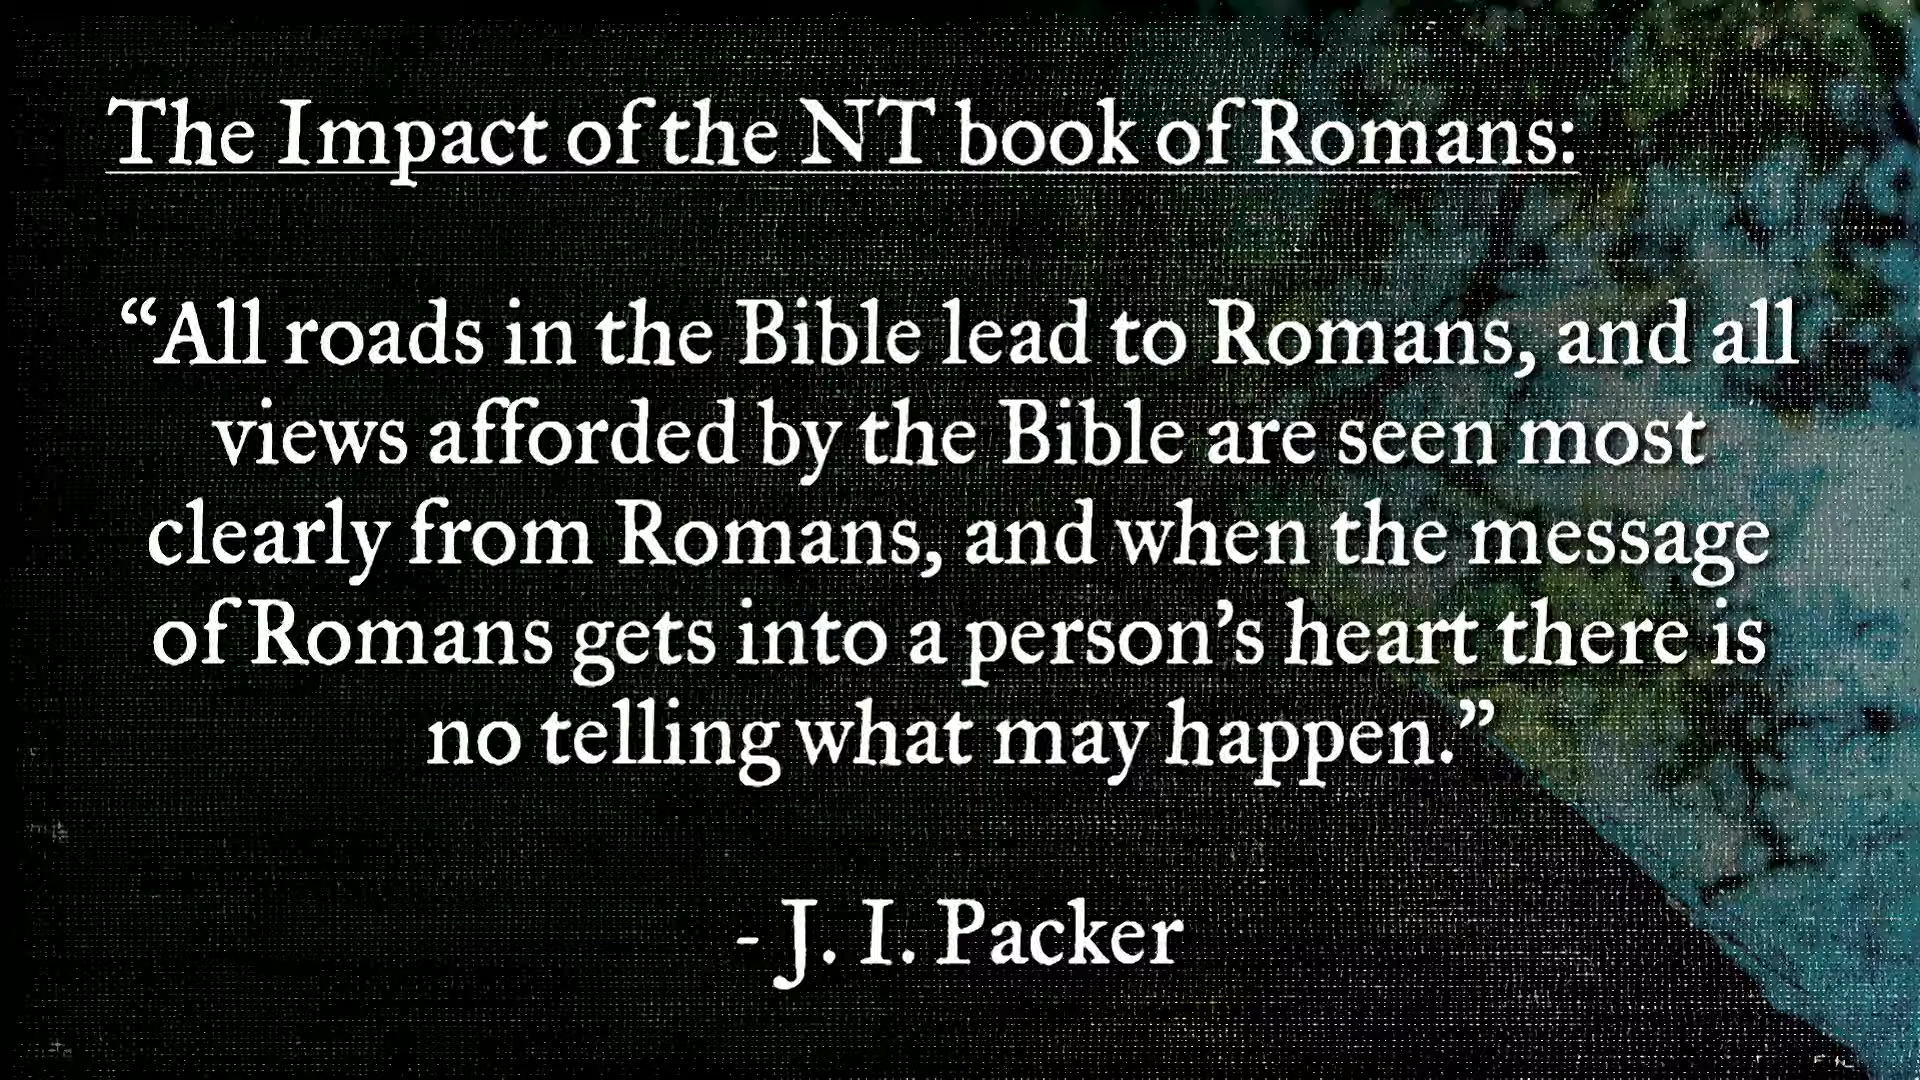 The Impact of the NT book of Romans:
“All roads in the Bible lead to Romans, and all
views afforded by the Bible are seen most
clearly from Romans, and when the message
of Romans gets into a person’s heart there is
no telling what may happen.”
- J. I. Packer